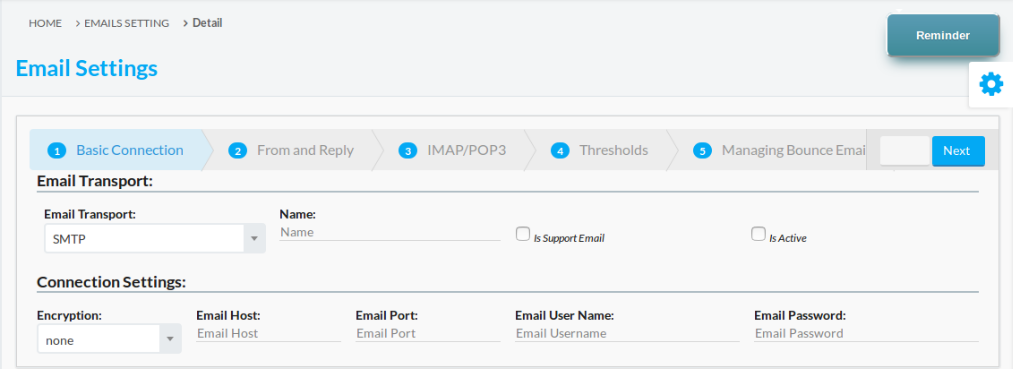 HOME > EMAILS SETTING > Detail
Reminder
Email Settings
1 Basic Connection 2 From and Reply 3 IMAP/POP3 4 Thresholds 5 Managing Bounce Emai Next
Email Transport:
Email Transport: Name:
SMTP Name Is Support Email Is Active
Connection Settings:
Encryption: Email Host: Email Port: Email User Name: Email Password:
none Email Host Email Port Email Username Email Password